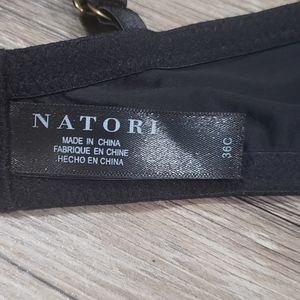 NATORI
MADE IN CHINA
FABRIQUE EN CHINE
HECHO EN CHINA
36C